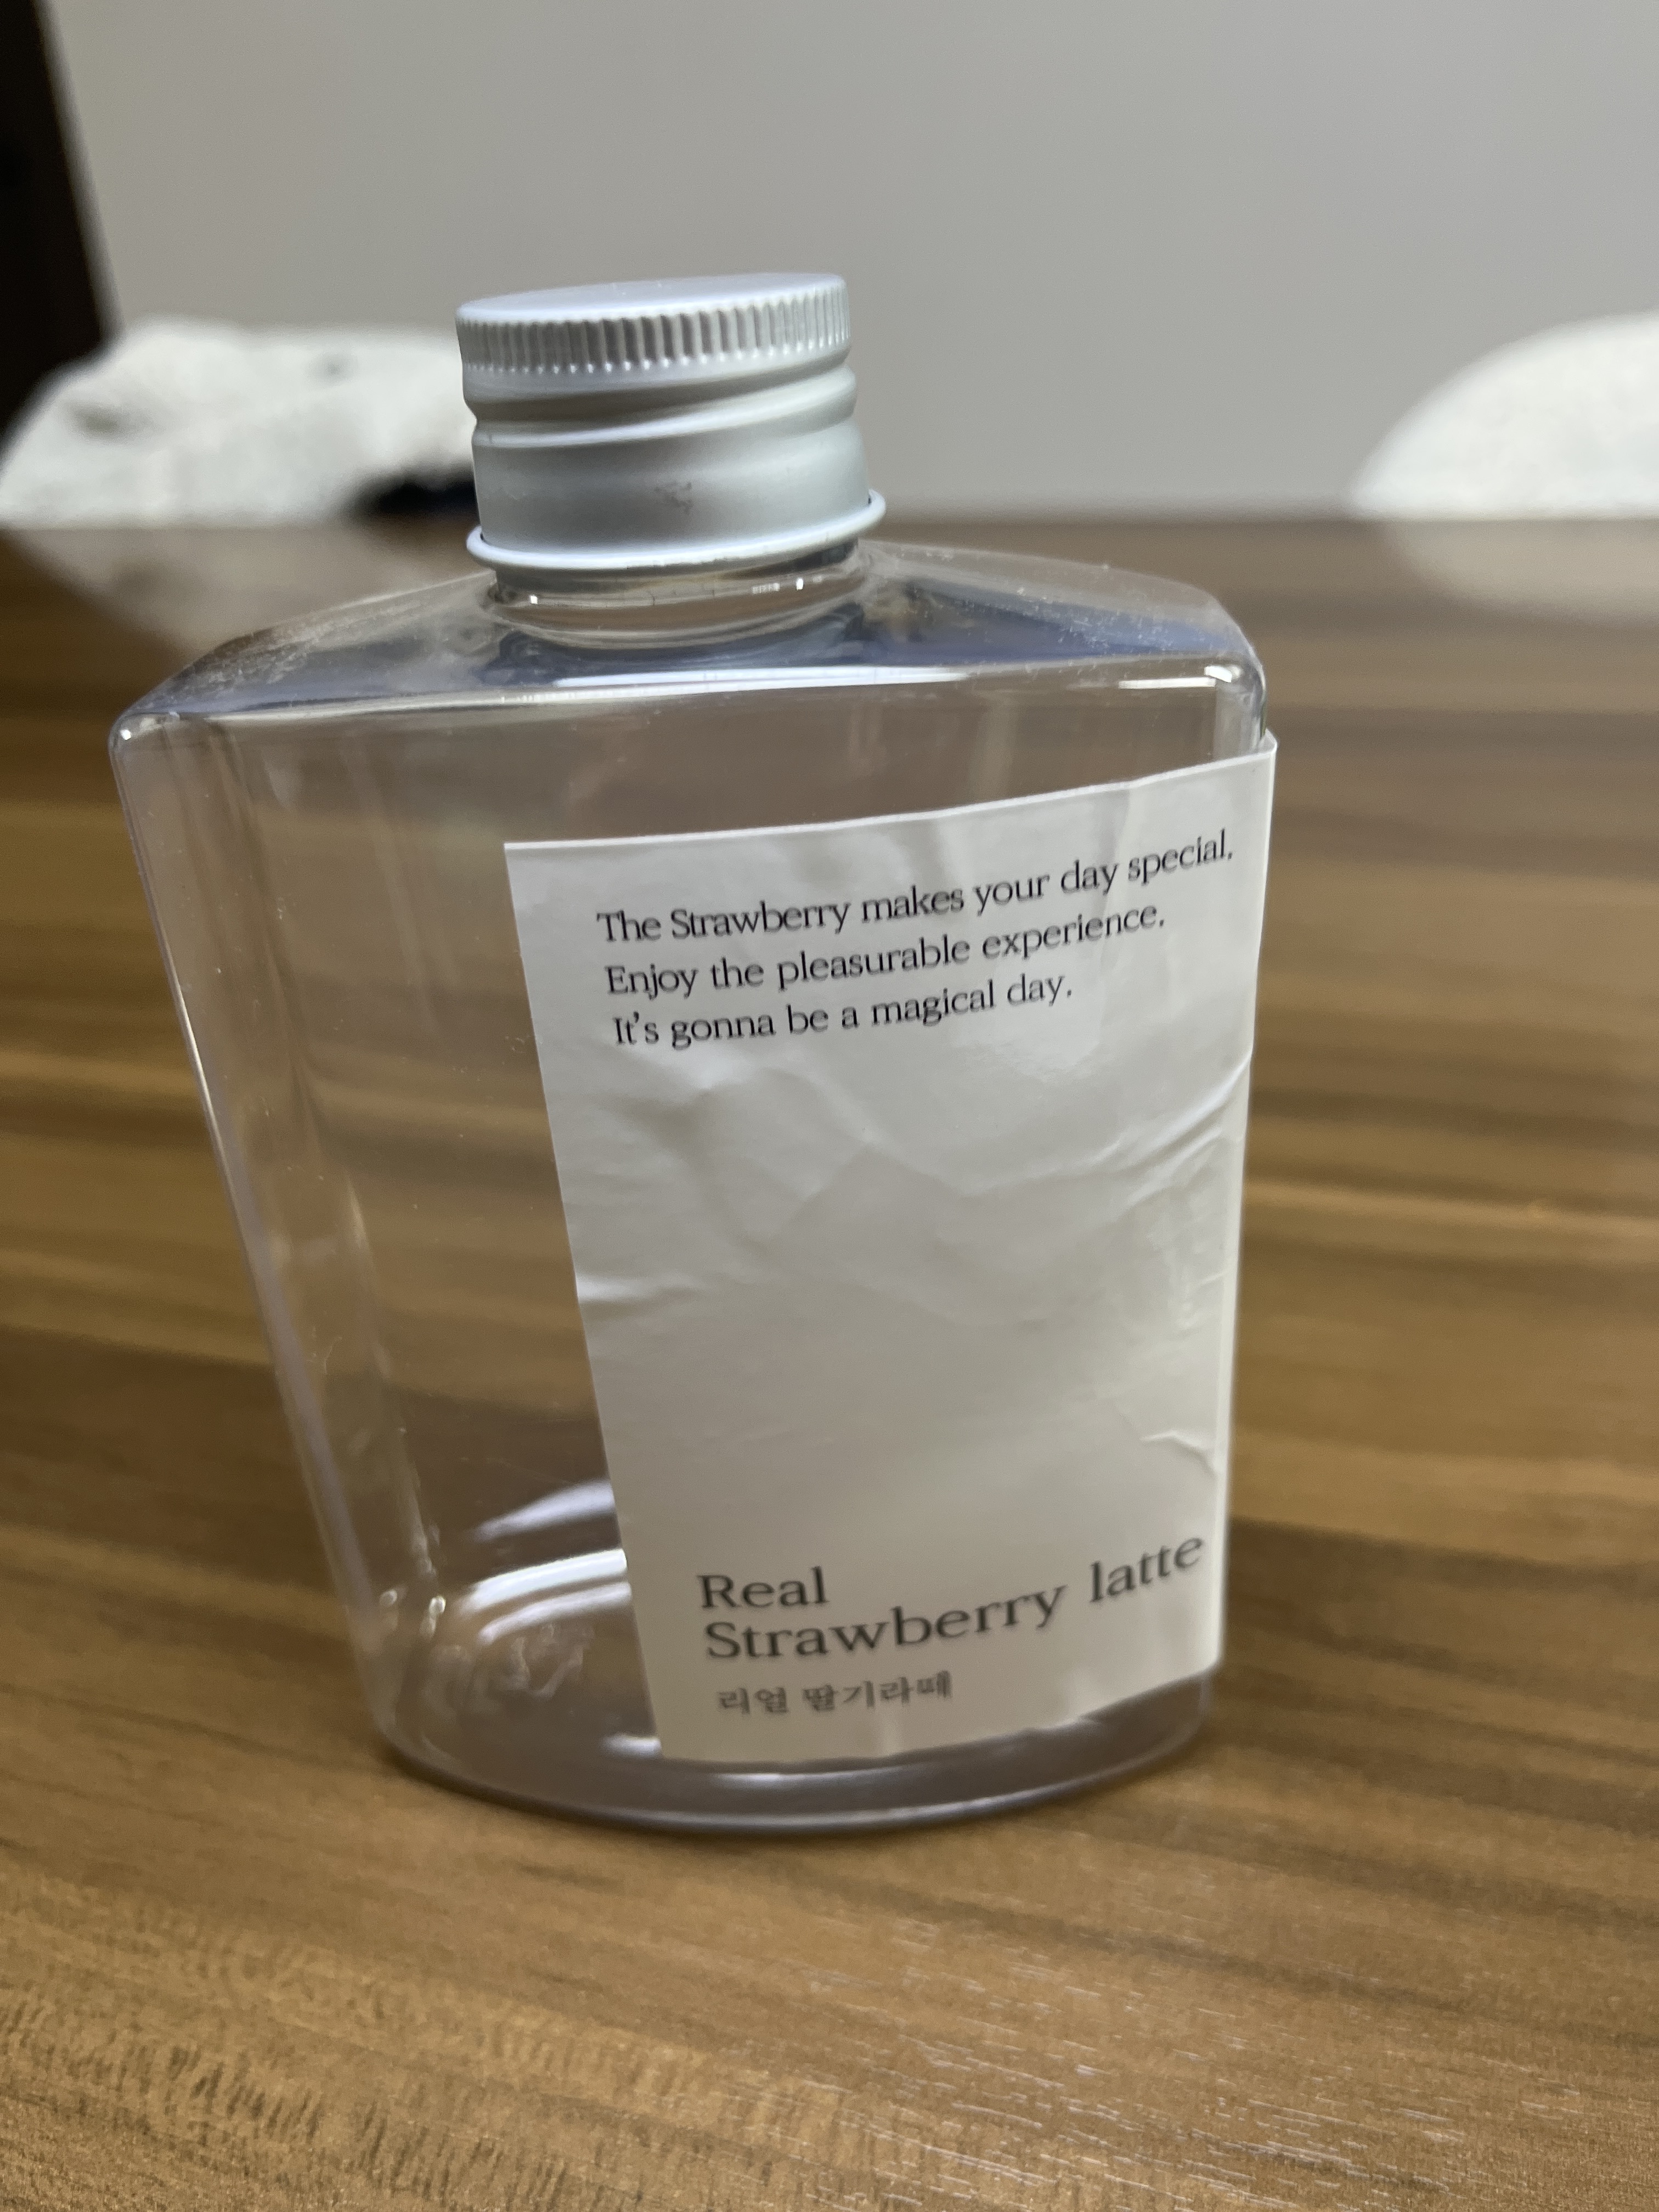 The Strawberry makes your day special,
Enjoy the pleasurable experience.
It's gonna be a magical day.
Real
Strawberry latte
리얼 딸기라떼